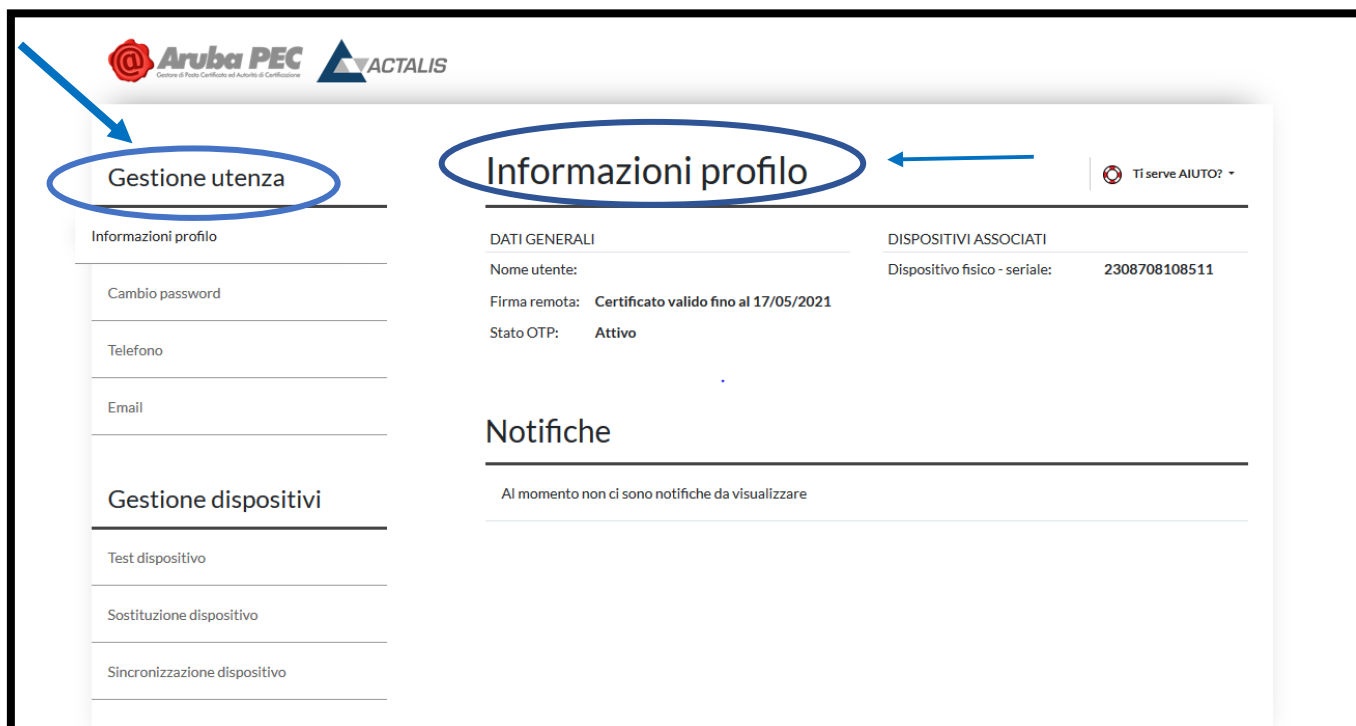 Aruba PEC
Gestore di Posta Certificata ed Autorità di Certificazione
ACTALIS
Gestione utenza
Informazioni profilo
Cambio password
Telefono
Email
Gestione dispositivi
Test dispositivo
Sostituzione dispositivo
Sincronizzazione dispositivo
Informazioni profilo
Ti serve AIUTO?
DATI GENERALI
Nome utente:
Firma remota: Certificato valido fino al 17/05/2021
Stato OTP: Attivo
DISPOSITIVI ASSOCIATI
Dispositivo fisico - seriale: 2308708108511
Notifiche
Al momento non ci sono notifiche da visualizzare